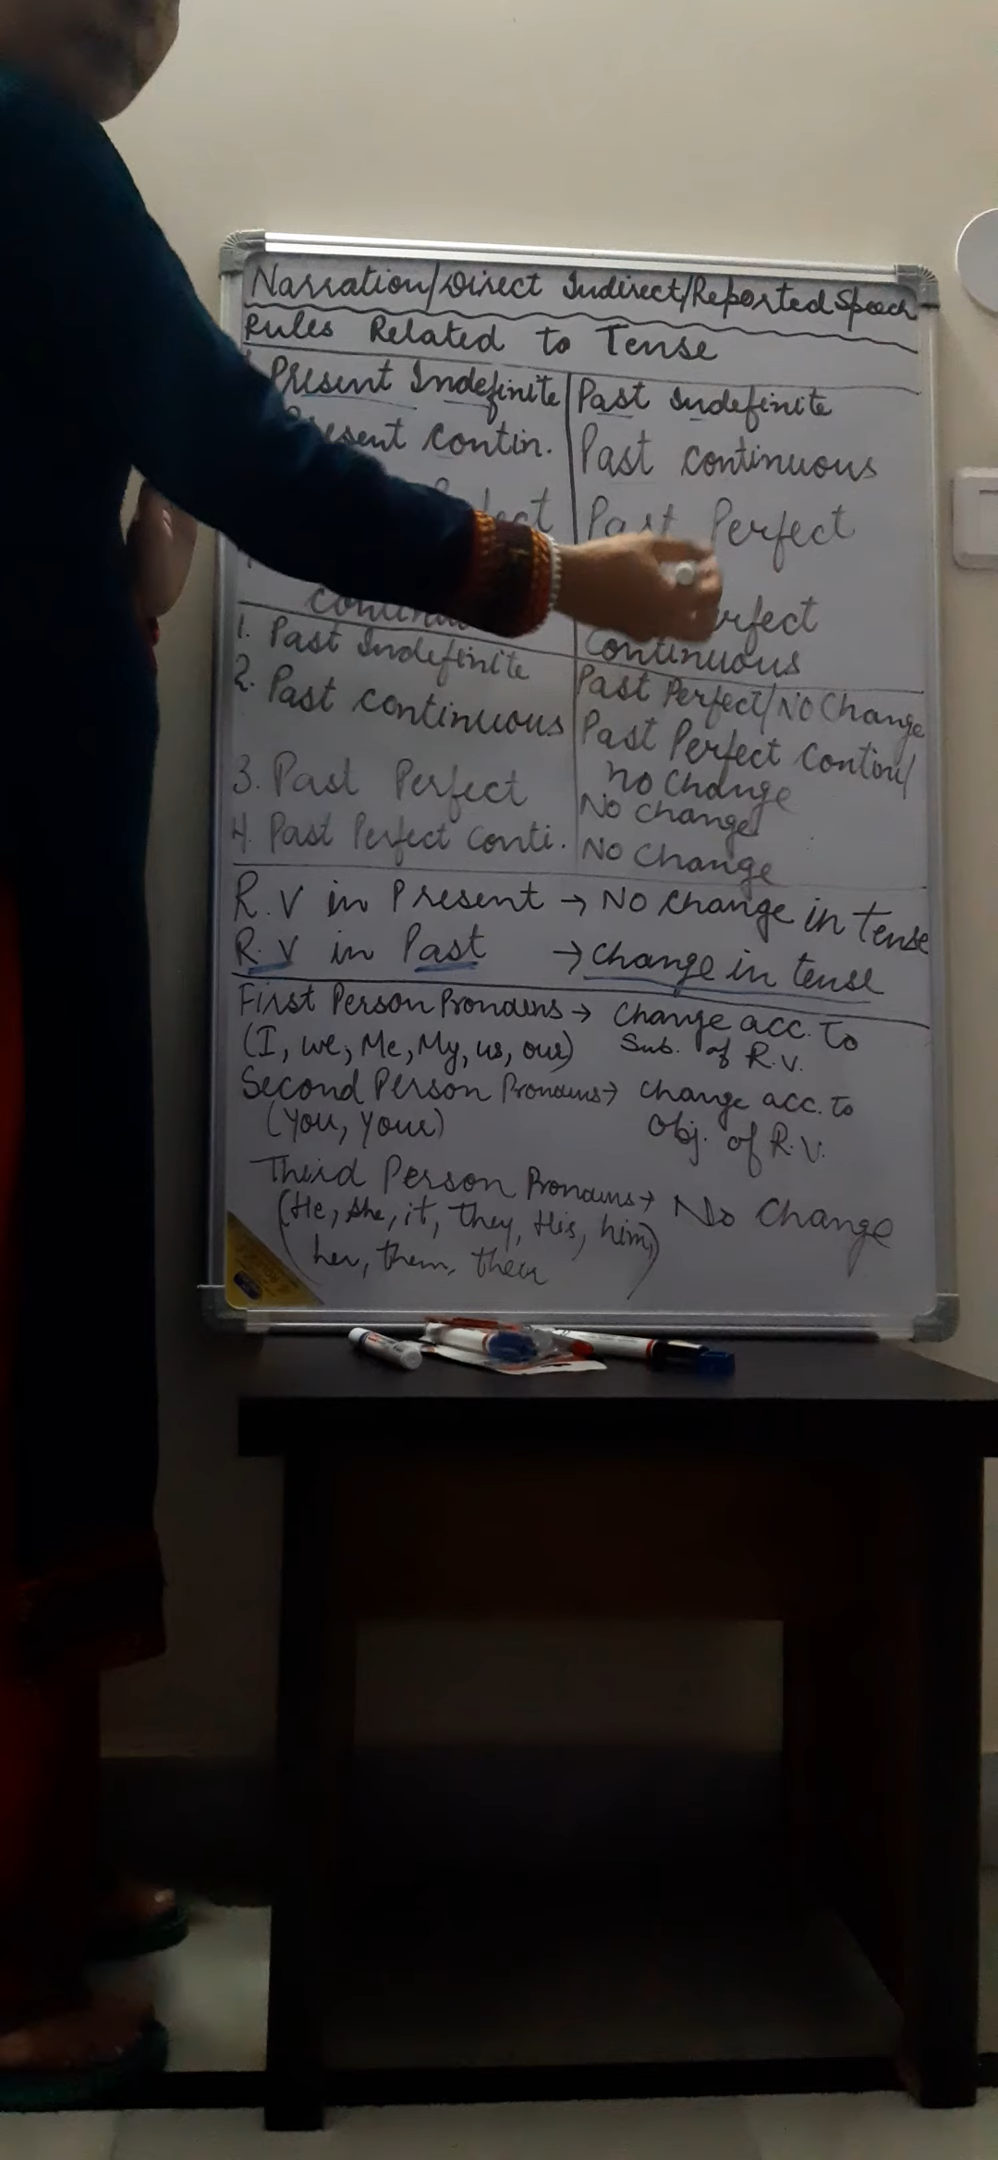 Narration/Direct Indirect/Reported Speech
Rules Related to Tense
Present Indefinite | Past Indefinite
Present Contin. | Past Continuous
Past Perfect
Continuous
1. Past Indefinite | Past Perfect/No Change
2. Past Continuous | Past Perfect Contin/
No Change
3. Past Perfect | No Change
4. Past Perfect Conti. | No Change
R.V in Present → No Change in Tense
R.V in Past → Change in tense
First Person Pronouns → Change acc. To
(I, we, Me, My, us, our) Sub. of R.V.
Second Person Pronouns → Change acc. To
(You, Your) Obj. of R.V.
Third Person Pronouns → No Change
(He, she, it, They, His, him,
her, them, their)